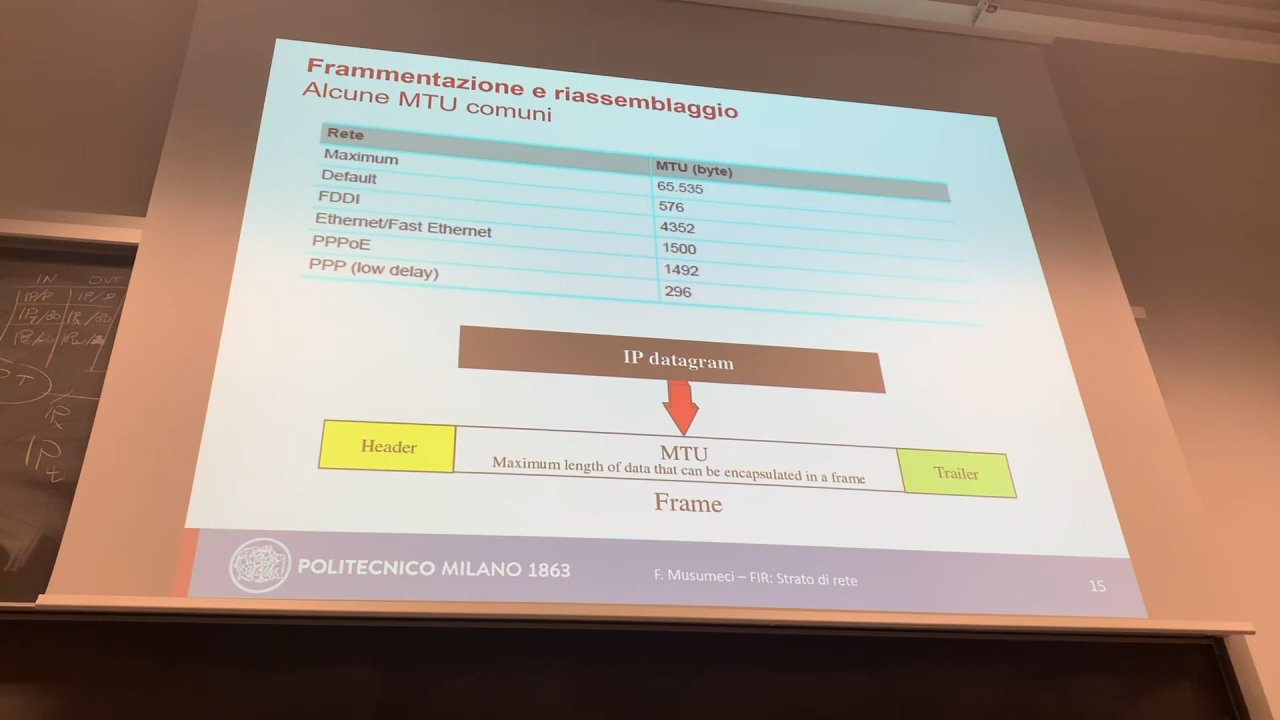 Frammentazione e riassemblaggio
Alcune MTU comuni
Rete MTU (byte)
Maximum 65.535
Default 576
FDDI 4352
Ethernet/Fast Ethernet 1500
PPPoE 1492
PPP (low delay) 296
IP datagram
Header
MTU
Maximum length of data that can be encapsulated in a frame
Trailer
Frame
POLITECNICO MILANO 1863
F. Musumeci – FIR: Strato di rete
15
IN OUT